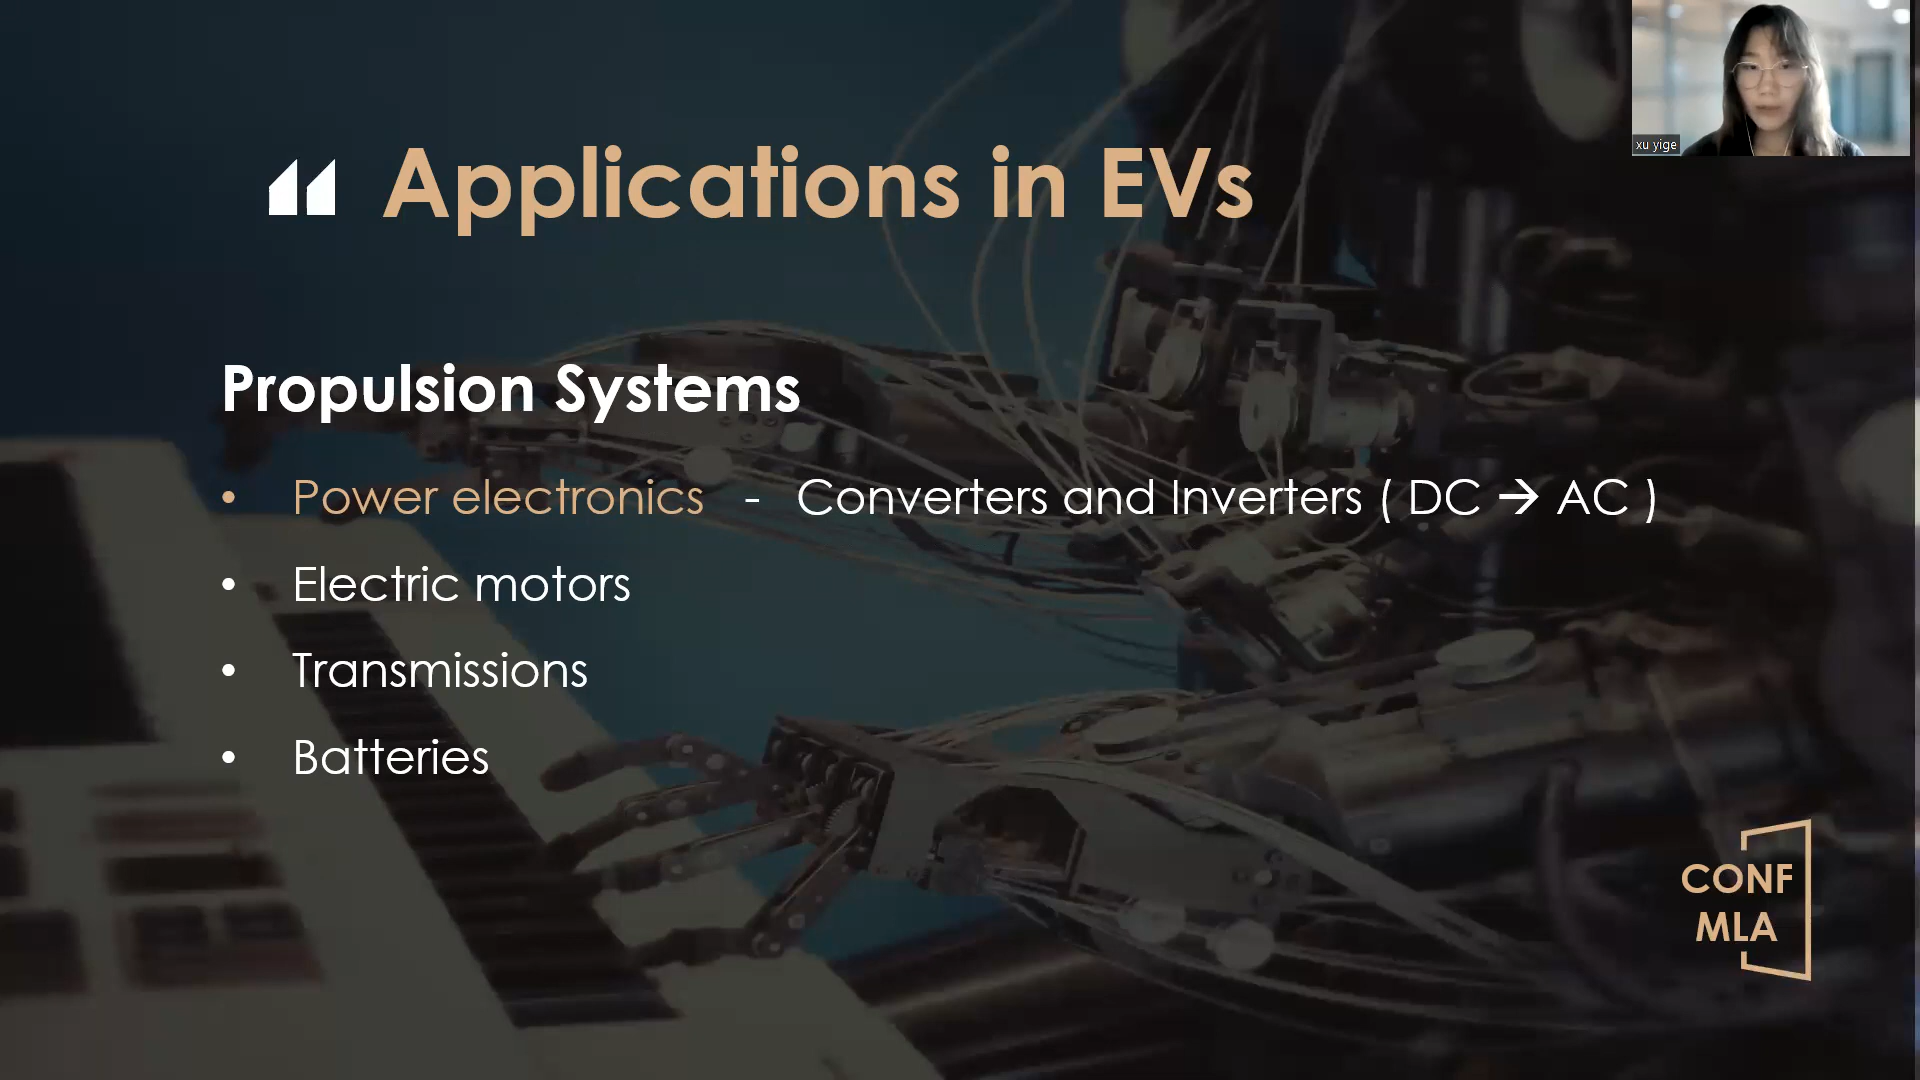 xu yige
“ Applications in EVs
Propulsion Systems
• Power electronics - Converters and Inverters ( DC → AC )
• Electric motors
• Transmissions
• Batteries
CONF
MLA